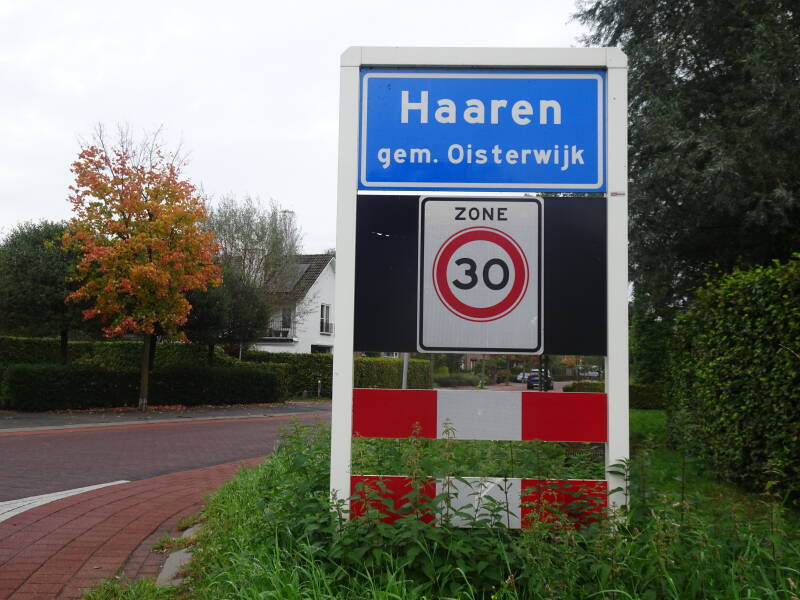 Haaren
gem. Oisterwijk
ZONE
30